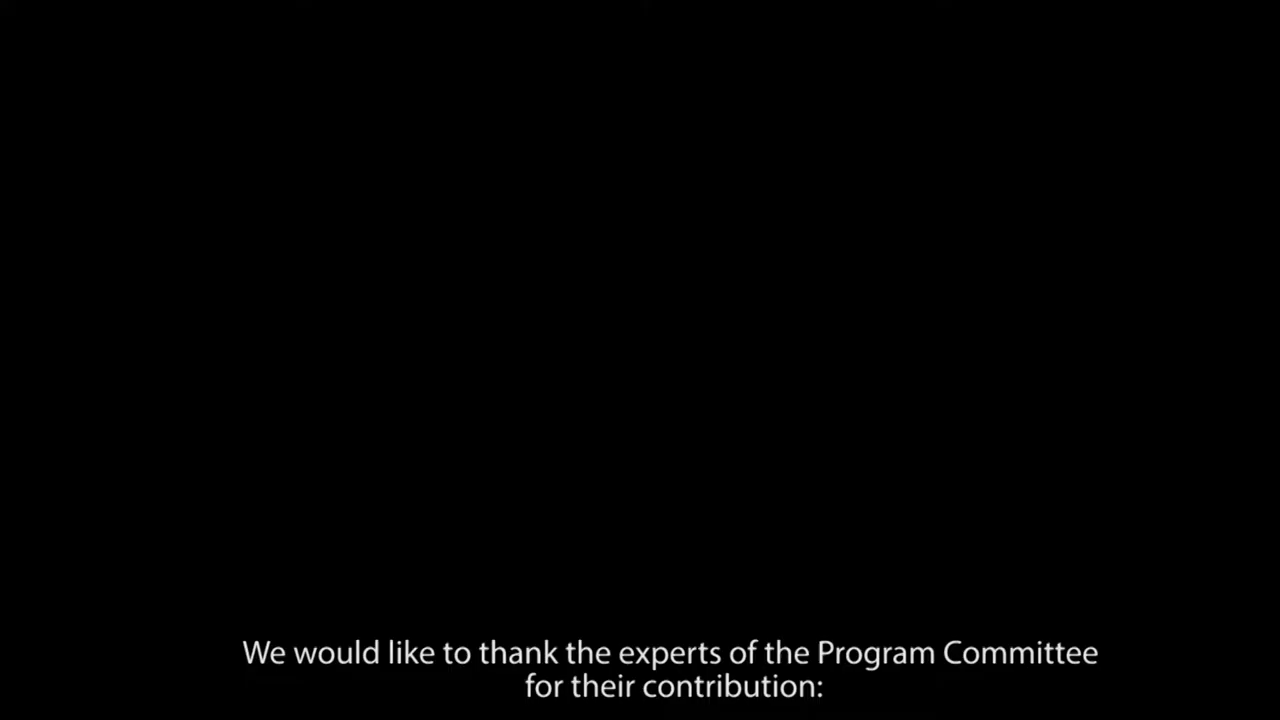 We would like to thank the experts of the Program Committee
for their contribution: